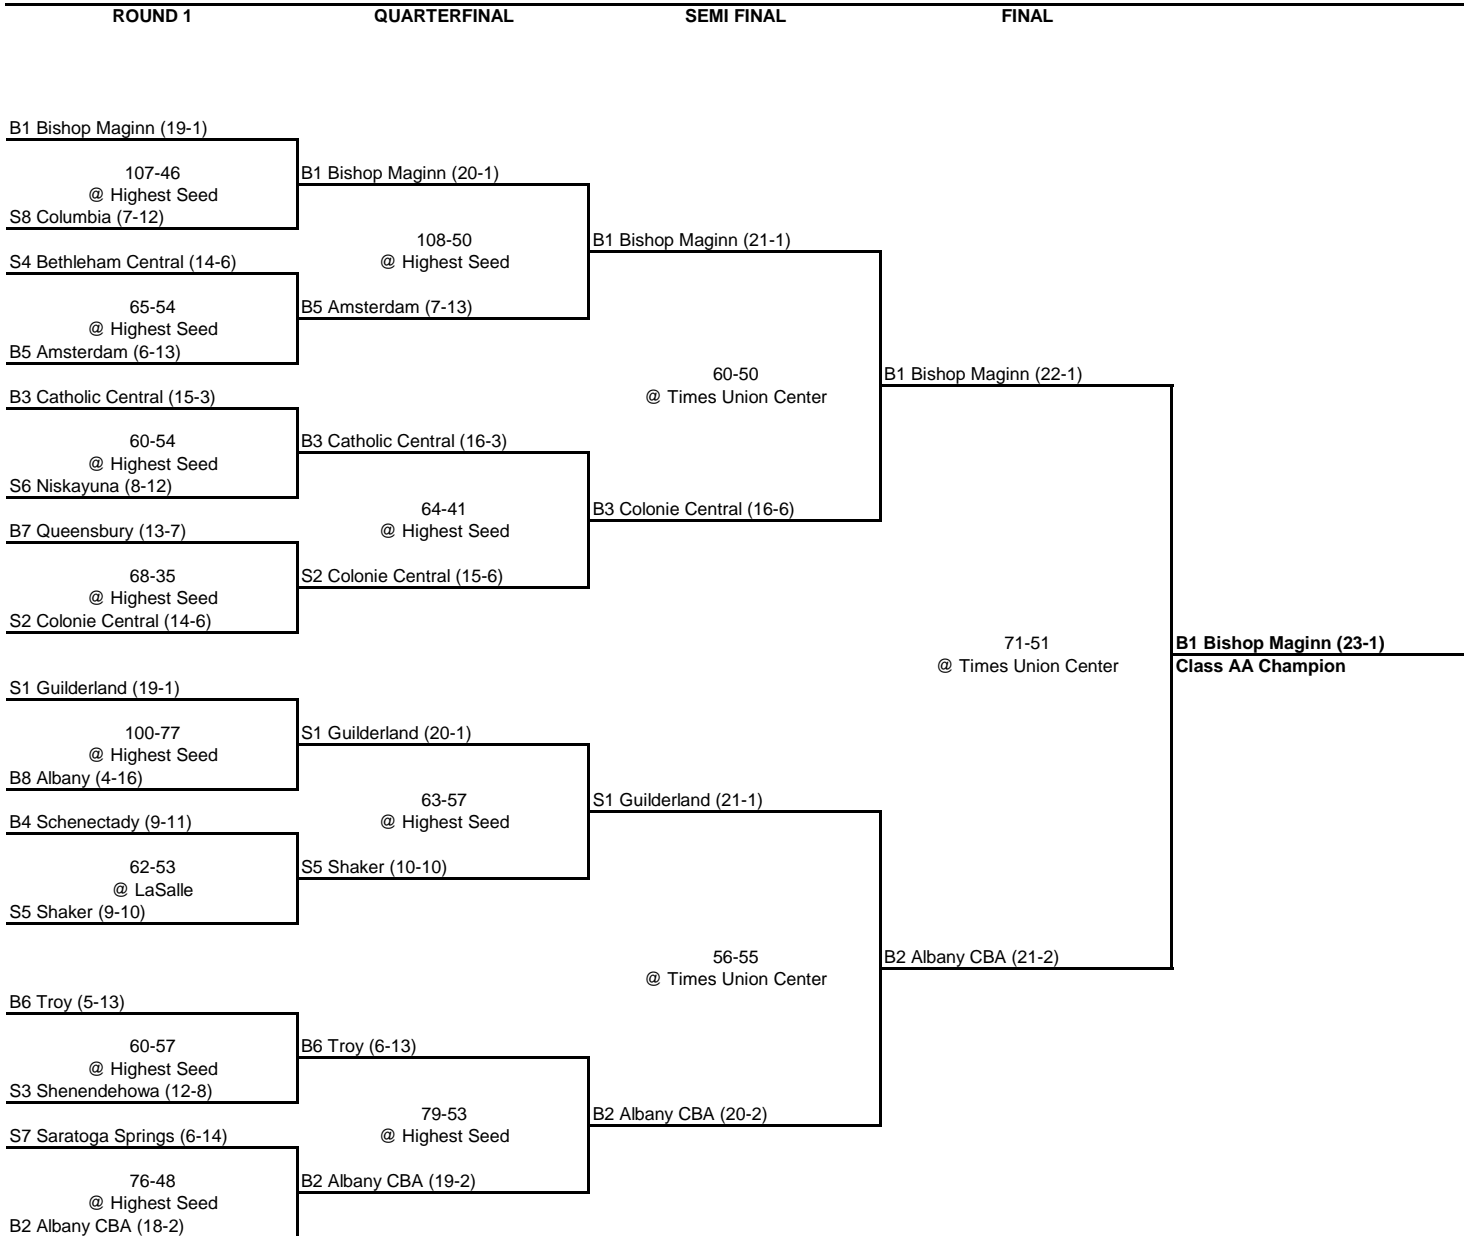 ROUND 1
QUARTERFINAL
SEMI FINAL
FINAL
B1 Bishop Maginn (19-1)
107-46
@ Highest Seed
S8 Columbia (7-12)
S4 Bethleham Central (14-6)
65-54
@ Highest Seed
B5 Amsterdam (6-13)
B3 Catholic Central (15-3)
60-54
@ Highest Seed
S6 Niskayuna (8-12)
B7 Queensbury (13-7)
68-35
@ Highest Seed
S2 Colonie Central (14-6)
S1 Guilderland (19-1)
100-77
@ Highest Seed
B8 Albany (4-16)
B4 Schenectady (9-11)
62-53
@ LaSalle
S5 Shaker (9-10)
B6 Troy (5-13)
60-57
@ Highest Seed
S3 Shenendehowa (12-8)
S7 Saratoga Springs (6-14)
76-48
@ Highest Seed
B2 Albany CBA (18-2)
B1 Bishop Maginn (20-1)
108-50
@ Highest Seed
B5 Amsterdam (7-13)
B3 Catholic Central (16-3)
64-41
@ Highest Seed
S2 Colonie Central (15-6)
S1 Guilderland (20-1)
63-57
@ Highest Seed
S5 Shaker (10-10)
B6 Troy (6-13)
79-53
@ Highest Seed
B2 Albany CBA (19-2)
B1 Bishop Maginn (21-1)
60-50
@ Times Union Center
B3 Colonie Central (16-6)
S1 Guilderland (21-1)
56-55
@ Times Union Center
B2 Albany CBA (20-2)
B1 Bishop Maginn (22-1)
71-51
@ Times Union Center
B2 Albany CBA (21-2)
B1 Bishop Maginn (23-1)
Class AA Champion